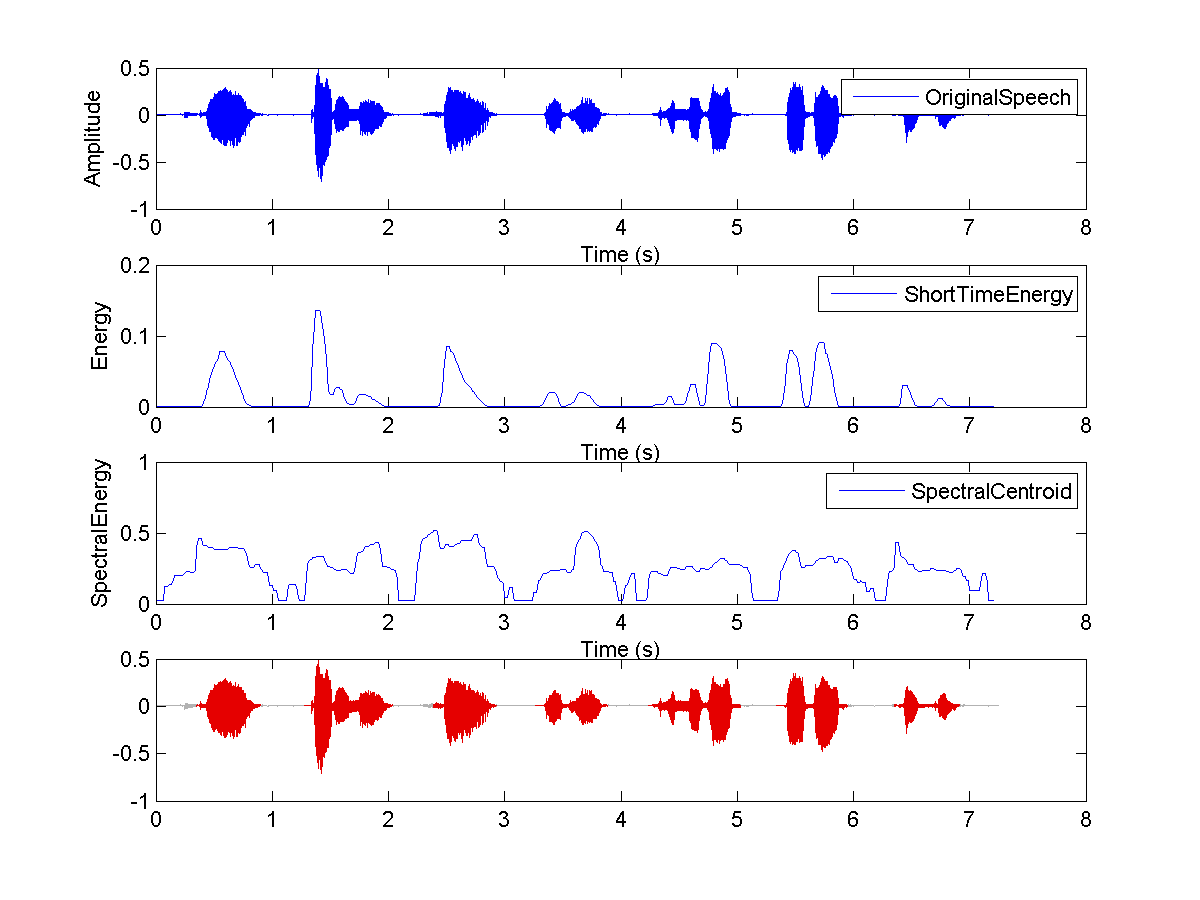 0.5
0
-0.5
-1
Amplitude
OriginalSpeech
0 1 2 3 4 5 6 7 8
Time (s)
0.2
0.1
0
Energy
ShortTimeEnergy
0 1 2 3 4 5 6 7 8
Time (s)
1
0.5
0
SpectralEnergy
SpectralCentroid
0 1 2 3 4 5 6 7 8
Time (s)
0.5
0
-0.5
-1
0 1 2 3 4 5 6 7 8